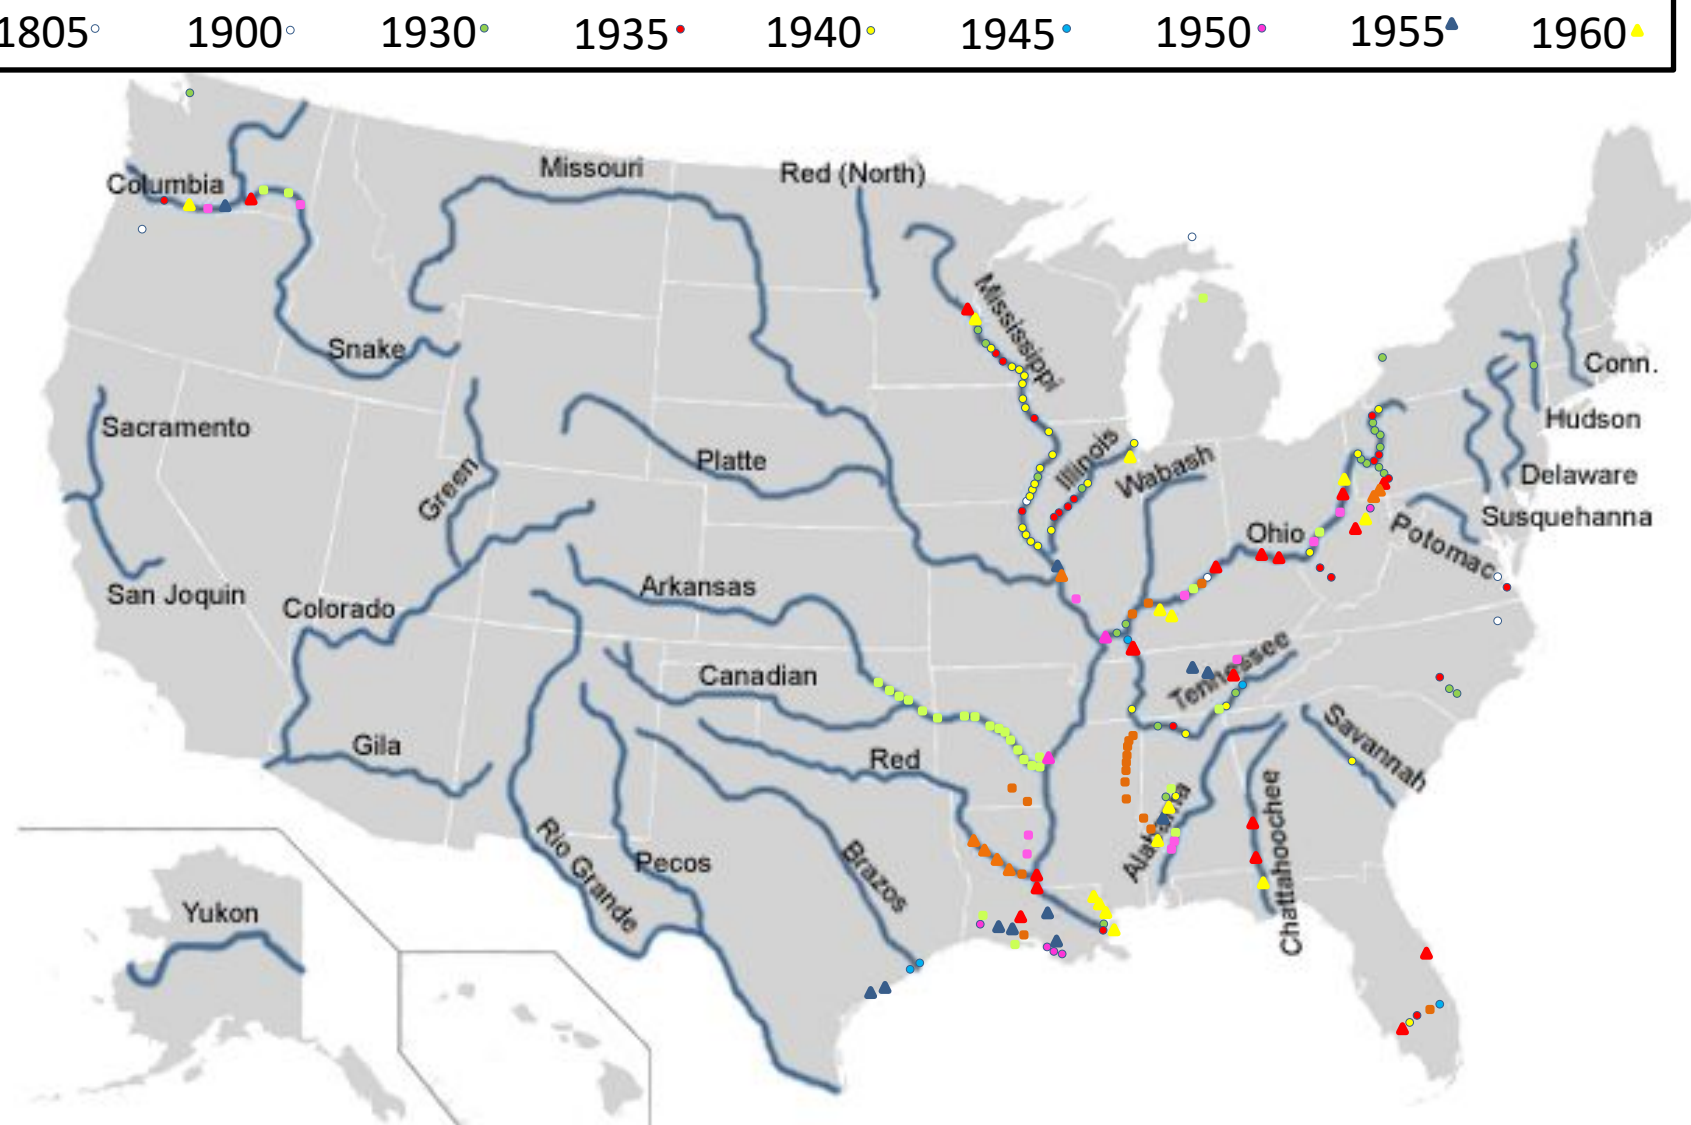 1805 1900 1930 1935 1940 1945 1950 1955 1960
Missouri
Red (North)
Columbia
Mississippi
Snake
Conn.
Sacramento
Hudson
Platte
Illinois
Wabash
Green
Delaware
Susquehanna
Ohio
Potomac
Arkansas
San Joquin
Colorado
Canadian
Tennessee
Savannah
Gila
Red
Alabama
Chattahoochee
Rio Grande
Pecos
Brazos
Yukon